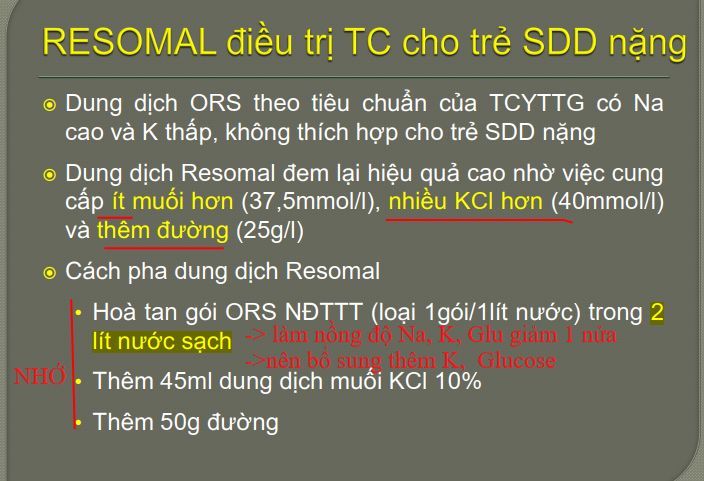 RESOMAL điều trị TC cho trẻ SDD nặng
Dung dịch ORS theo tiêu chuẩn của TCYTTG có Na
cao và K thấp, không thích hợp cho trẻ SDD nặng
Dung dịch Resomal đem lại hiệu quả cao nhờ việc cung
cấp ít muối hơn (37,5mmol/l), nhiều KCl hơn (40mmol/l)
và thêm đường (25g/l)
Cách pha dung dịch Resomal
Hoà tan gói ORS NĐTTT (loại 1gói/1lít nước) trong 2
lít nước sạch -> làm nồng độ Na, K, Glu giảm 1 nửa
->nên bổ sung thêm K, Glucose
NHỚ
Thêm 45ml dung dịch muối KCl 10%
Thêm 50g đường